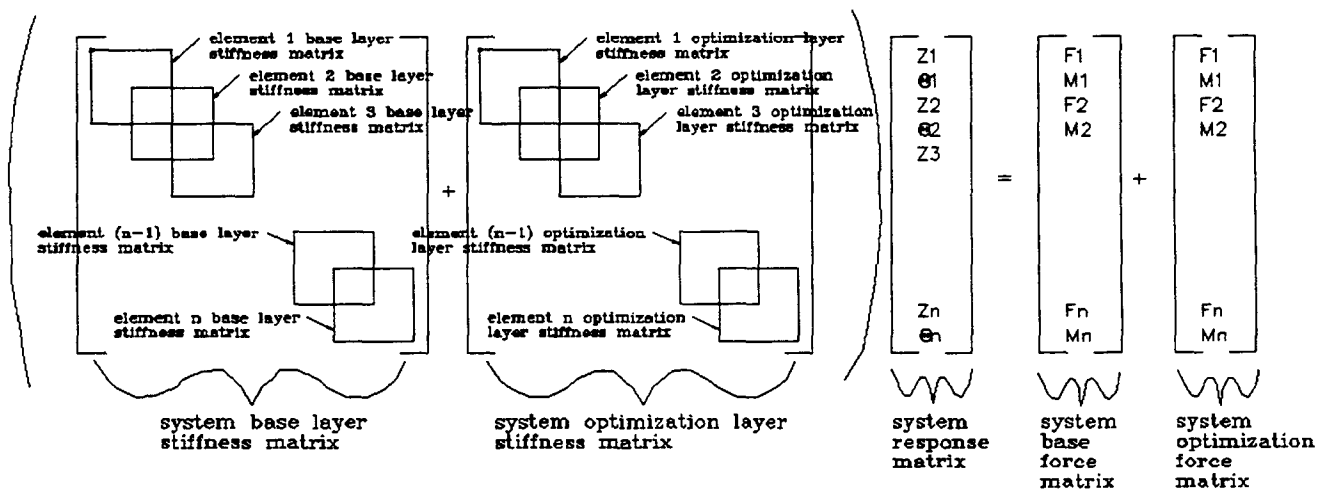 element 1 base layer
stiffness matrix
element 2 base layer
stiffness matrix
element 3 base layer
stiffness matrix
element (n-1) base layer
stiffness matrix
element n base layer
stiffness matrix
+
element 1 optimization layer
stiffness matrix
element 2 optimization
layer stiffness matrix
element 3 optimization
layer stiffness matrix
element (n-1) optimization
layer stiffness matrix
element n optimization
layer stiffness matrix
Z1
Θ1
Z2
Θ2
Z3
Zn
Θn
=
F1
M1
F2
M2
Fn
Mn
+
F1
M1
F2
M2
Fn
Mn
system base layer
stiffness matrix
system optimization layer
stiffness matrix
system
response
matrix
system
base
force
matrix
system
optimization
force
matrix